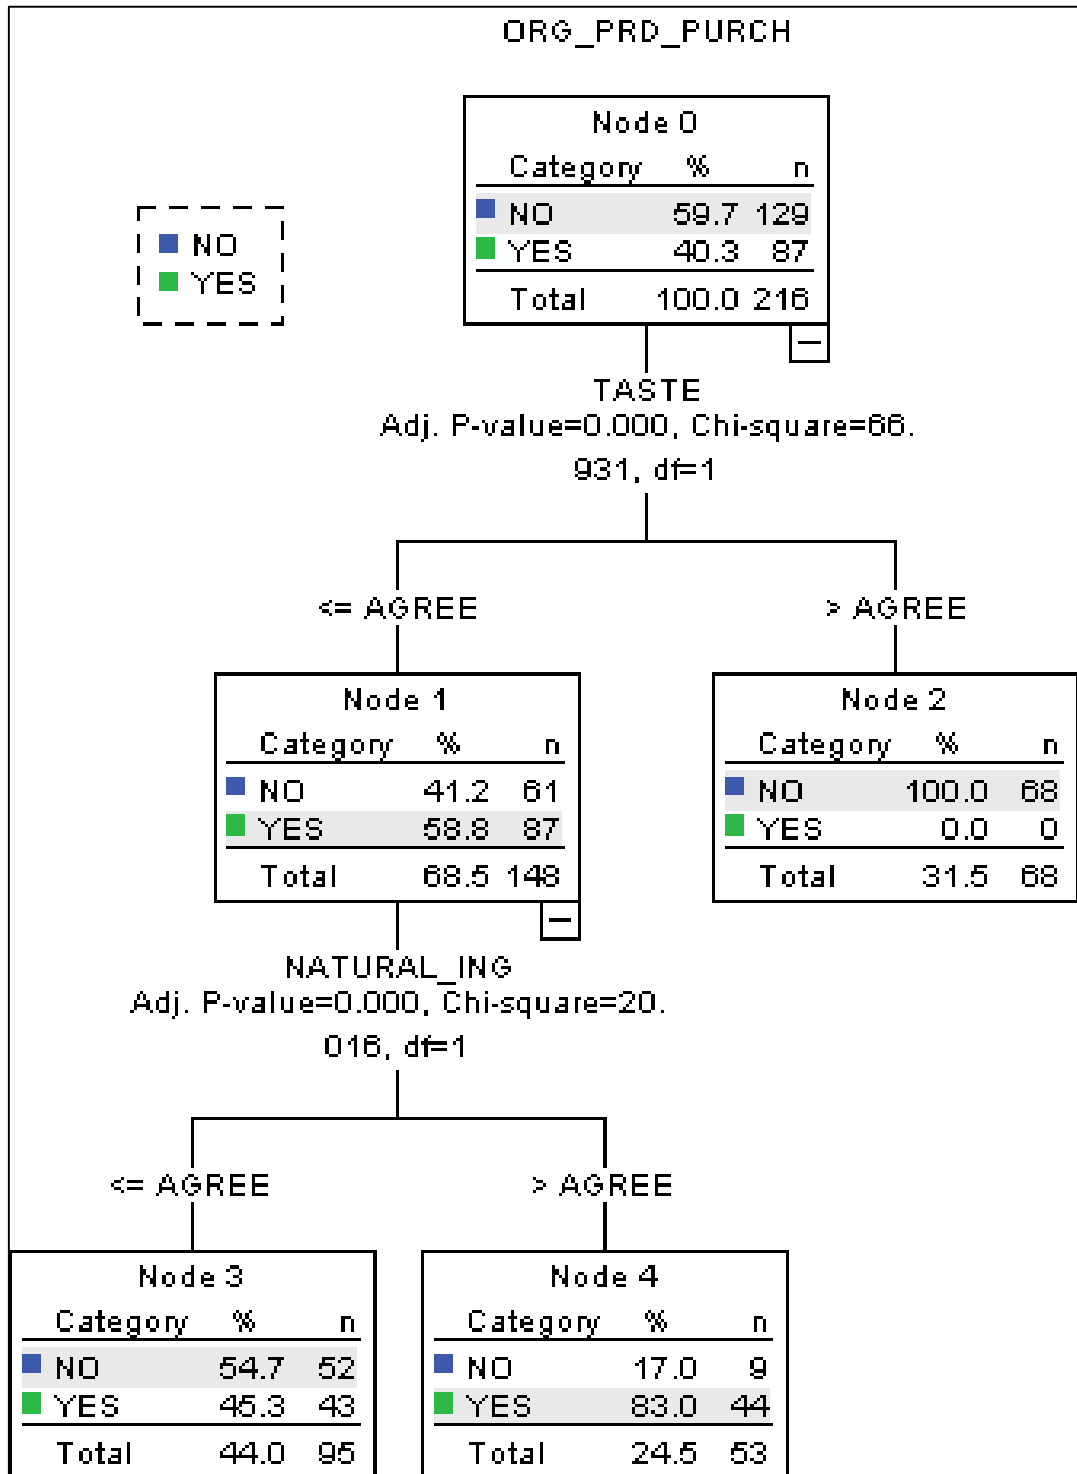 ORG_PRD_PURCH
Node 0
Category % n
NO 59.7 129
YES 40.3 87
Total 100.0 216
NO
YES
TASTE
Adj. P-value=0.000, Chi-square=66.
931, df=1
<= AGREE
> AGREE
Node 1
Category % n
NO 41.2 61
YES 58.8 87
Total 68.5 148
Node 2
Category % n
NO 100.0 68
YES 0.0 0
Total 31.5 68
NATURAL_ING
Adj. P-value=0.000, Chi-square=20.
016, df=1
<= AGREE
> AGREE
Node 3
Category % n
NO 54.7 52
YES 45.3 43
Total 44.0 95
Node 4
Category % n
NO 17.0 9
YES 83.0 44
Total 24.5 53